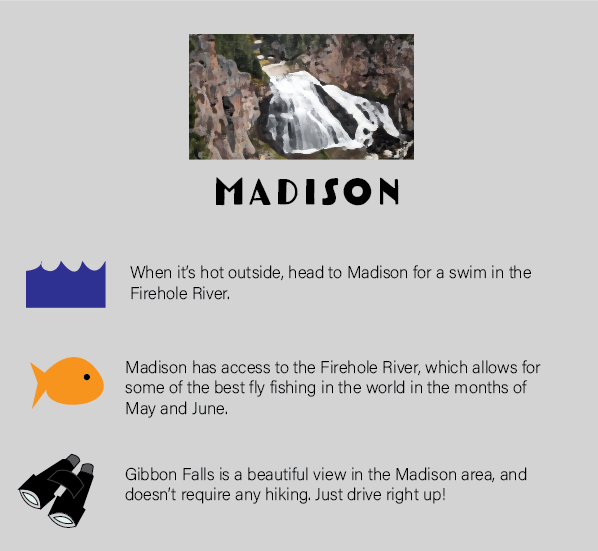 MADISON
When it's hot outside, head to Madison for a swim in the
Firehole River.
Madison has access to the Firehole River, which allows for
some of the best fly fishing in the world in the months of
May and June.
Gibbon Falls is a beautiful view in the Madison area, and
doesn't require any hiking. Just drive right up!